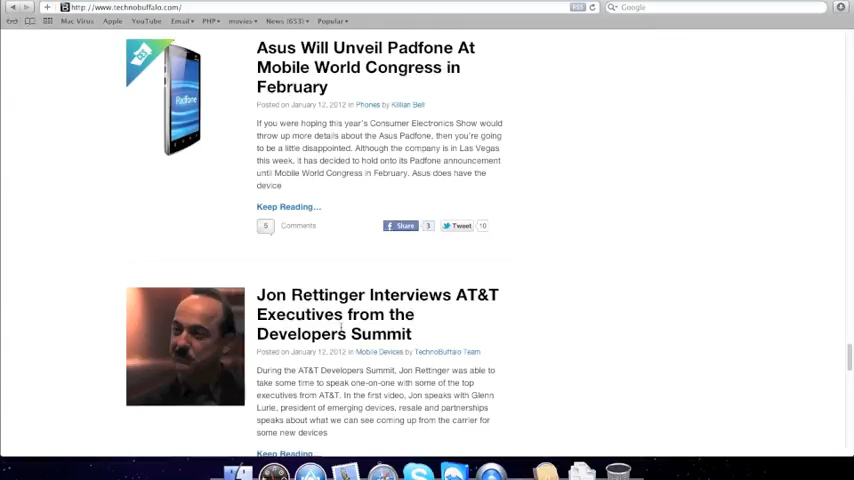 http://www.technobuffalo.com/
RSS
Google
Mac Virus Apple YouTube Email PHP movies News (653) Popular
Asus Will Unveil Padfone At
Mobile World Congress in
February
Posted on January 12, 2012 in Phones by Killian Bell
If you were hoping this year's Consumer Electronics Show would
throw up more details about the Asus Padfone, then you're going
to be a little disappointed. Although the company is in Las Vegas
this week, it has decided to hold onto its Padfone announcement
until Mobile World Congress in February. Asus does have the
device
Keep Reading...
5 Comments Share 3 Tweet 10
Padfone
Jon Rettinger Interviews AT&T
Executives from the
Developers Summit
Posted on January 12, 2012 in Mobile Devices by TechnoBuffalo Team
During the AT&T Developers Summit, Jon Rettinger was able to
take some time to speak one-on-one with some of the top
executives from AT&T. In the first video, Jon speaks with Glenn
Lurie, president of emerging devices, resale and partnerships
speaks about what we can see coming up from the carrier for
some new devices
Keep Reading...